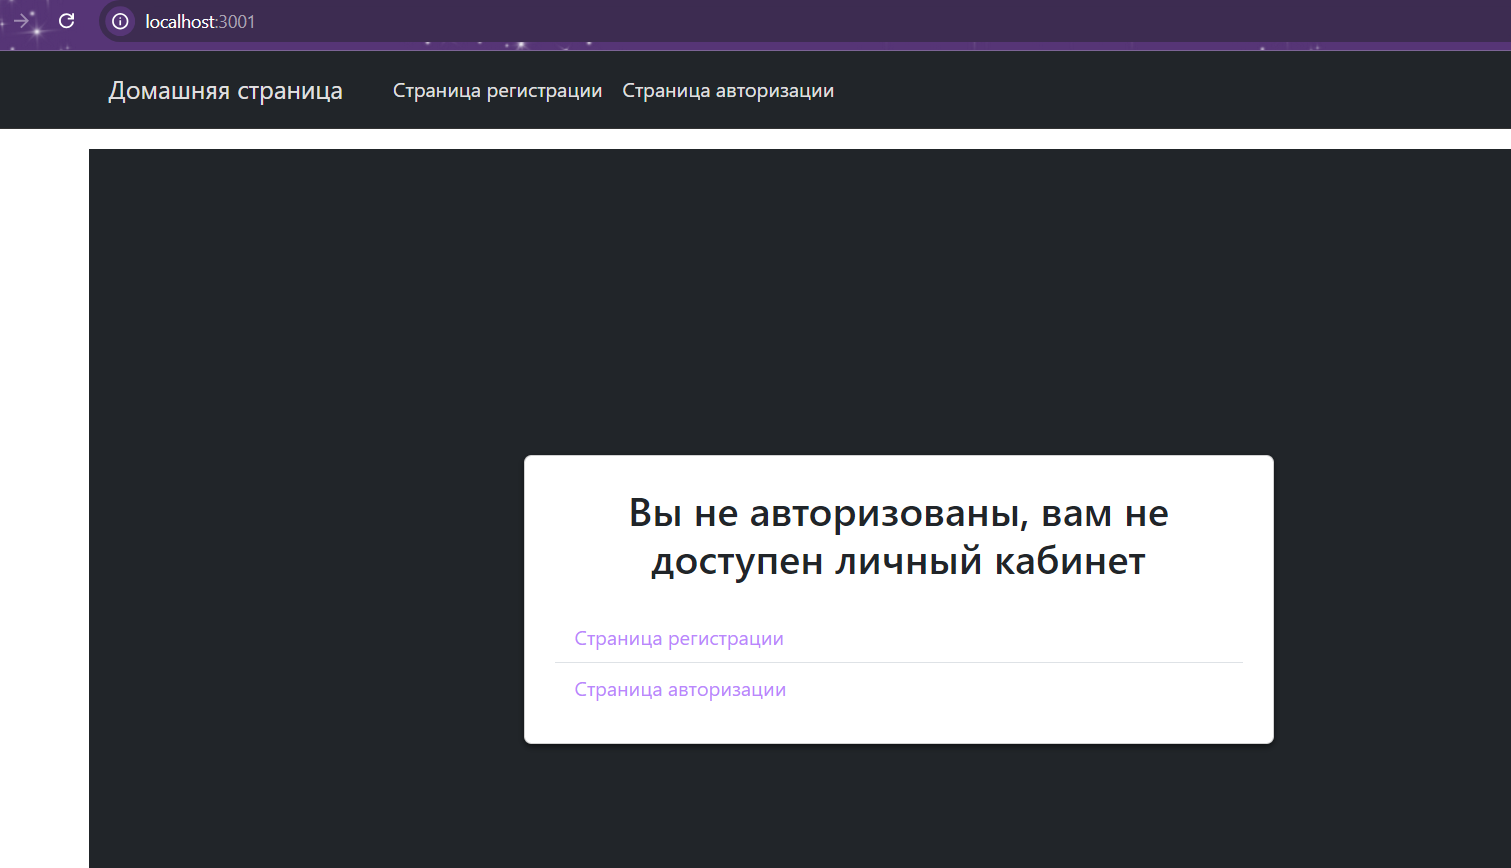 localhost:3001
Домашняя страница Страница регистрации Страница авторизации
Вы не авторизованы, вам не
доступен личный кабинет
Страница регистрации
Страница авторизации